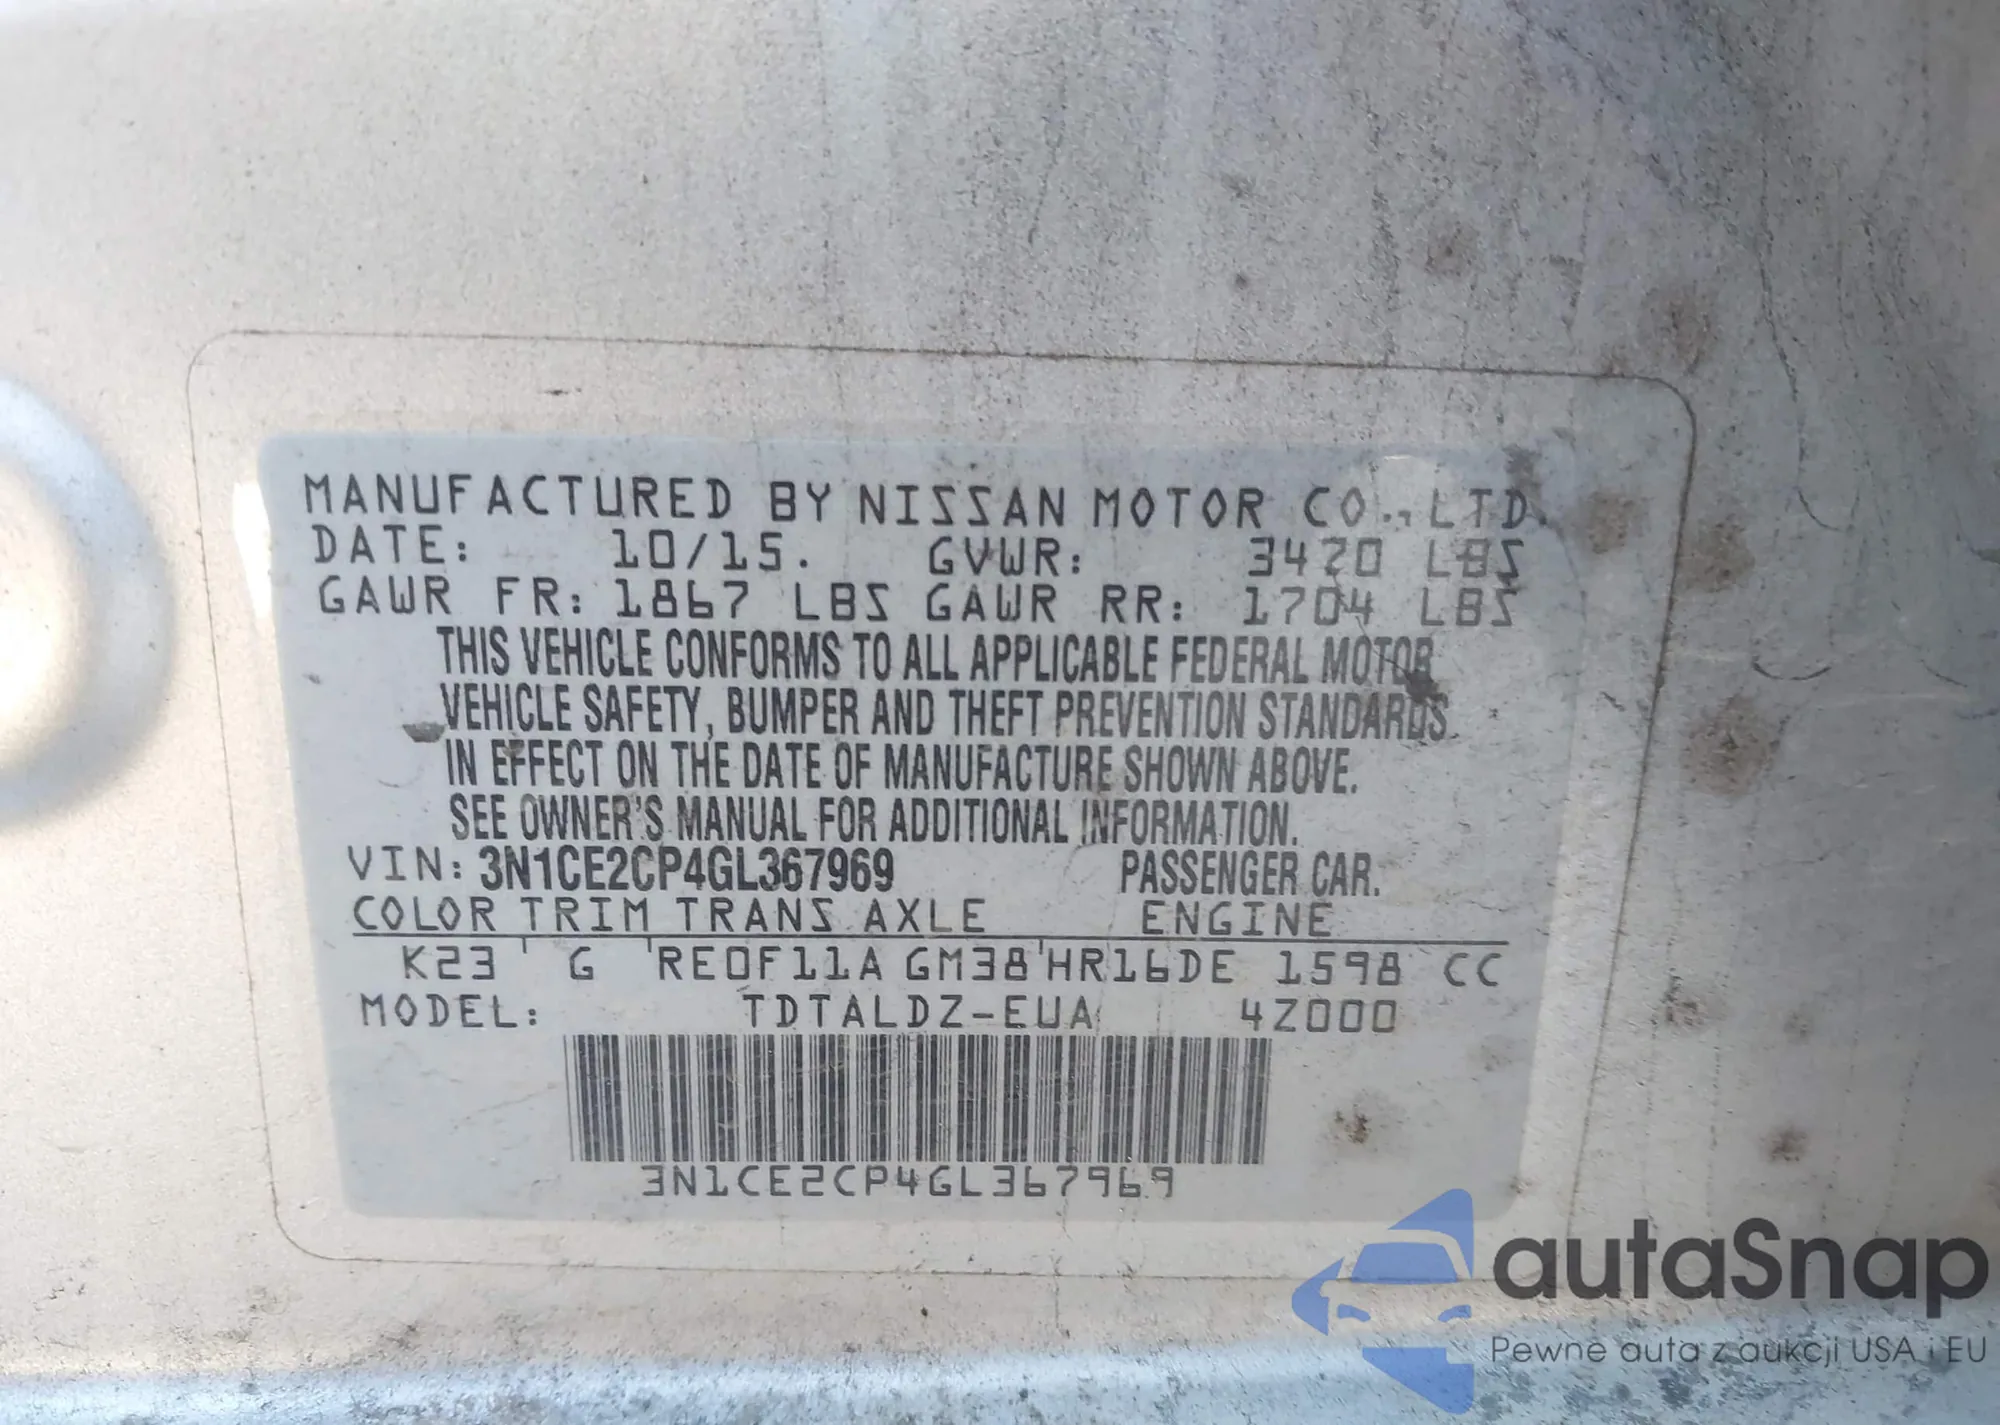 MANUFACTURED BY NISSAN MOTOR CO., LTD.
DATE: 10/15. GVWR: 3420 LBS
GAWR FR: 1867 LBS GAWR RR: 1704 LBS
THIS VEHICLE CONFORMS TO ALL APPLICABLE FEDERAL MOTOR
VEHICLE SAFETY, BUMPER AND THEFT PREVENTION STANDARDS
IN EFFECT ON THE DATE OF MANUFACTURE SHOWN ABOVE.
SEE OWNER'S MANUAL FOR ADDITIONAL INFORMATION.
VIN: 3N1CE2CP4GL367969 PASSENGER CAR.
COLOR TRIM TRANS AXLE ENGINE
K23 G RE0F11A GM38 HR16DE 1598 CC
MODEL: TDTALDZ-EUA 4Z000
3N1CE2CP4GL367969
autaSnap
Pewne auta z aukcji USA i EU